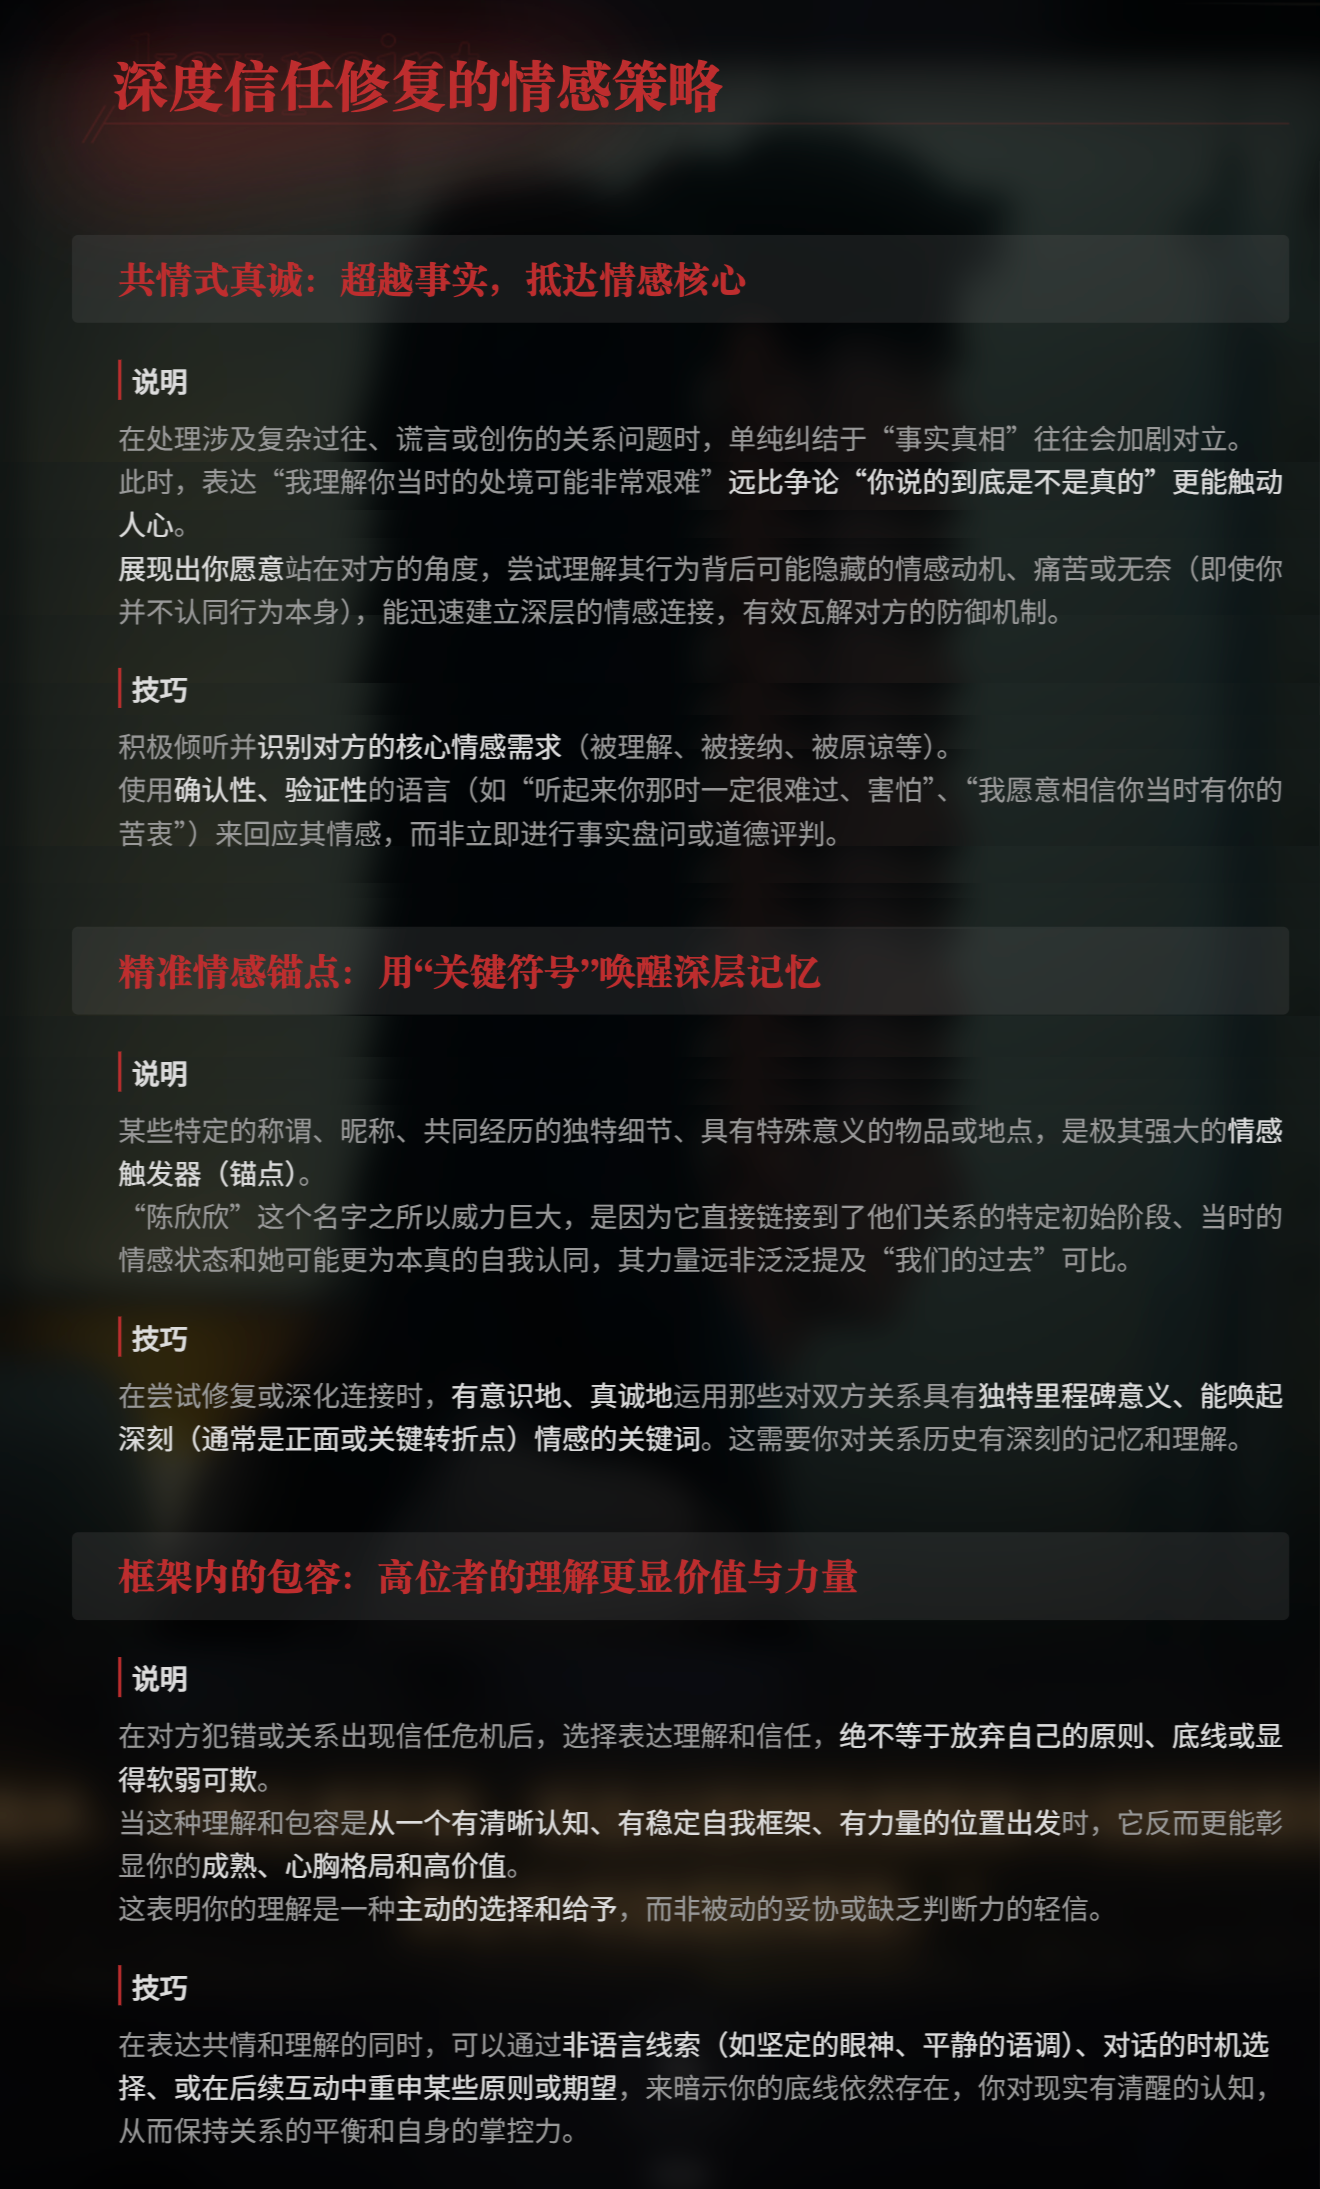 key point
深度信任修复的情感策略
共情式真诚：超越事实，抵达情感核心
说明
在处理涉及复杂过往、谎言或创伤的关系问题时，单纯纠结于“事实真相”往往会加剧对立。
此时，表达“我理解你当时的处境可能非常艰难”远比争论“你说的到底是不是真的”更能触动
人心。
展现出你愿意站在对方的角度，尝试理解其行为背后可能隐藏的情感动机、痛苦或无奈（即使你
并不认同行为本身），能迅速建立深层的情感连接，有效瓦解对方的防御机制。
技巧
积极倾听并识别对方的核心情感需求（被理解、被接纳、被原谅等）。
使用确认性、验证性的语言（如“听起来你那时一定很难过、害怕”、“我愿意相信你当时有你的
苦衷”）来回应其情感，而非立即进行事实盘问或道德评判。
精准情感锚点：用“关键符号”唤醒深层记忆
说明
某些特定的称谓、昵称、共同经历的独特细节、具有特殊意义的物品或地点，是极其强大的情感
触发器（锚点）。
“陈欣欣”这个名字之所以威力巨大，是因为它直接链接到了他们关系的特定初始阶段、当时的
情感状态和她可能更为本真的自我认同，其力量远非泛泛提及“我们的过去”可比。
技巧
在尝试修复或深化连接时，有意识地、真诚地运用那些对双方关系具有独特里程碑意义、能唤起
深刻（通常是正面或关键转折点）情感的关键词。这需要你对关系历史有深刻的记忆和理解。
框架内的包容：高位者的理解更显价值与力量
说明
在对方犯错或关系出现信任危机后，选择表达理解和信任，绝不等于放弃自己的原则、底线或显
得软弱可欺。
当这种理解和包容是从一个有清晰认知、有稳定自我框架、有力量的位置出发时，它反而更能彰
显你的成熟、心胸格局和高价值。
这表明你的理解是一种主动的选择和给予，而非被动的妥协或缺乏判断力的轻信。
技巧
在表达共情和理解的同时，可以通过非语言线索（如坚定的眼神、平静的语调）、对话的时机选
择、或在后续互动中重申某些原则或期望，来暗示你的底线依然存在，你对现实有清醒的认知，
从而保持关系的平衡和自身的掌控力。